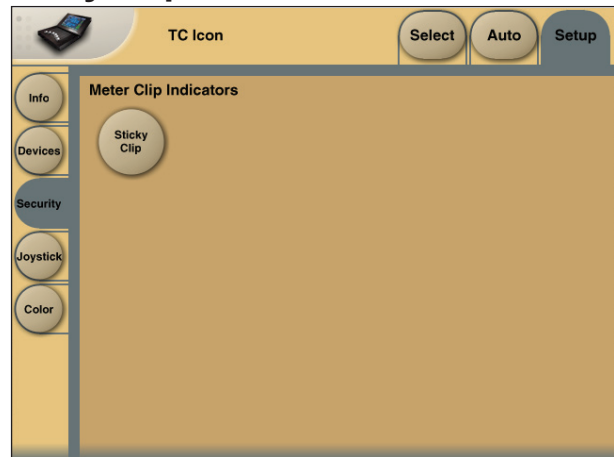 TC Icon
Select
Auto
Setup
Info
Meter Clip Indicators
Sticky
Clip
Devices
Security
Joystick
Color